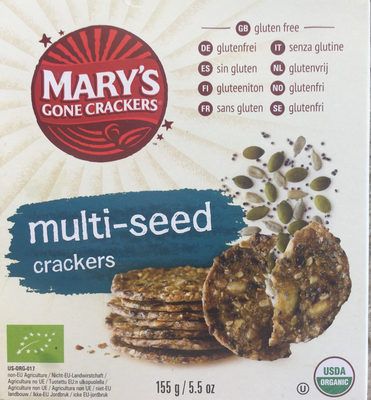 MARY'S
GONE CRACKERS
GB gluten free
DE glutenfrei
IT senza glutine
ES sin gluten
NL glutenvrij
FI gluteeniton
NO glutenfri
FR sans gluten
SE glutenfri
multi-seed
crackers
US-ORG-017
non-EU Agriculture / Nicht-EU-Landwirtschaft /
Agricultura no UE / Tuotettu EU:n ulkopuolella /
Agriculture non UE / Agricoltura non UE / niet-EU
landbouw / Ikke-EU Jordbruk / icke EU-jordbruk
155 g / 5.5 oz
U
USDA
ORGANIC